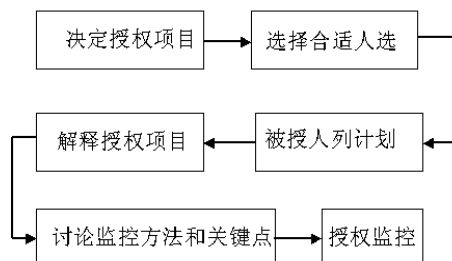 决定授权项目
选择合适人选
被授人列计划
解释授权项目
讨论监控方法和关键点
授权监控